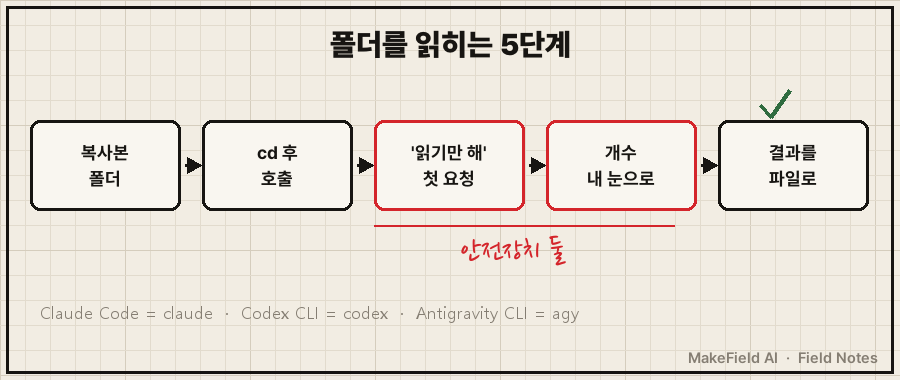 폴더를 읽히는 5단계
복사본
폴더
cd 후
호출
'읽기만 해'
첫 요청
개수
내 눈으로
결과를
파일로
안전장치 둘
Claude Code = claude · Codex CLI = codex · Antigravity CLI = agy
MakeField AI · Field Notes